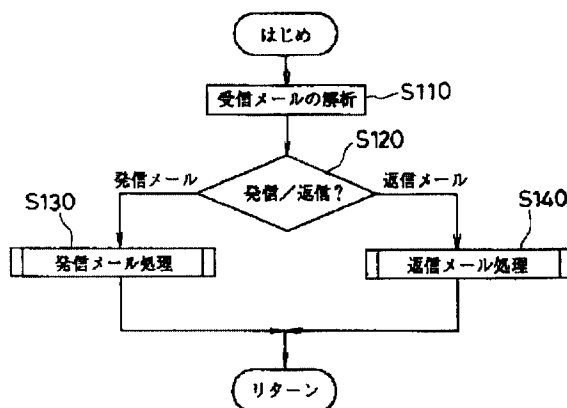 はじめ
受信メールの解析
S110
S120
発信メール
発信/返信?
返信メール
S130
S140
発信メール処理
返信メール処理
リターン